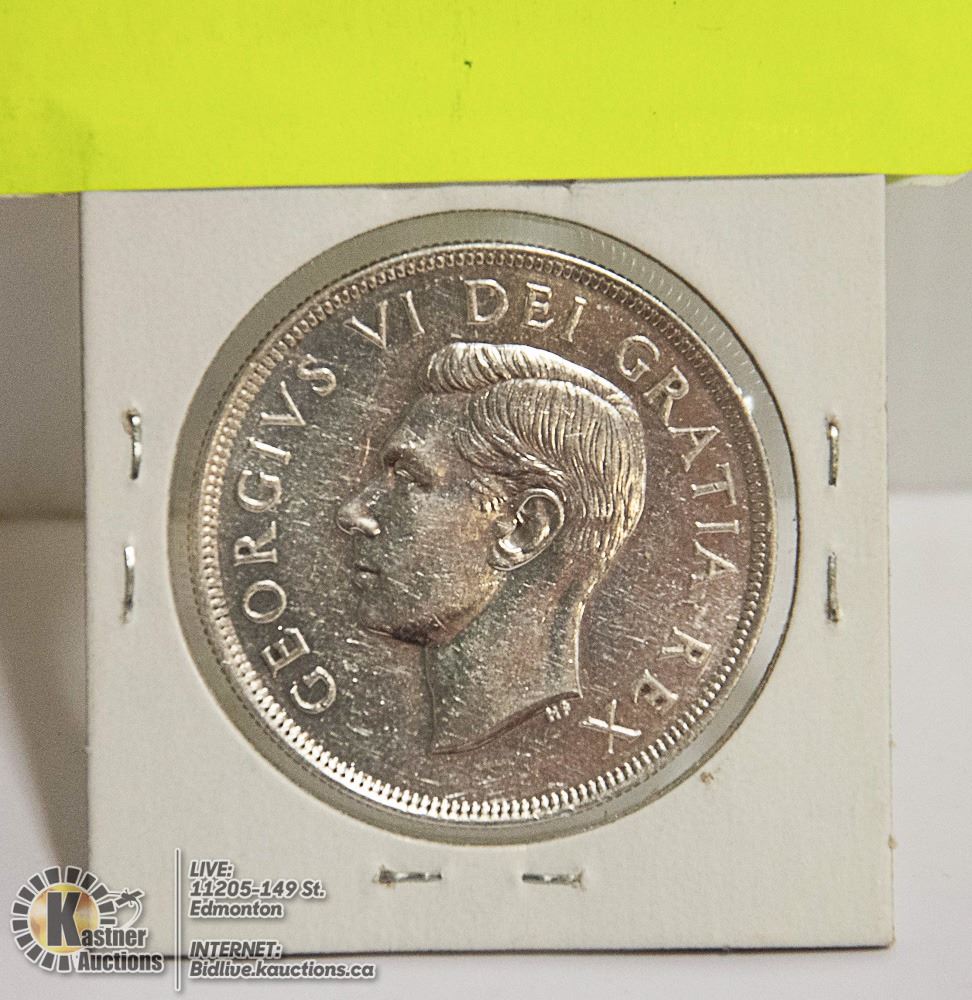 GEORGIVS VI DEI GRATIA REX
HP
Kastner
Auctions
LIVE:
11205-149 St.
Edmonton
INTERNET:
Bidlive.kauctions.ca